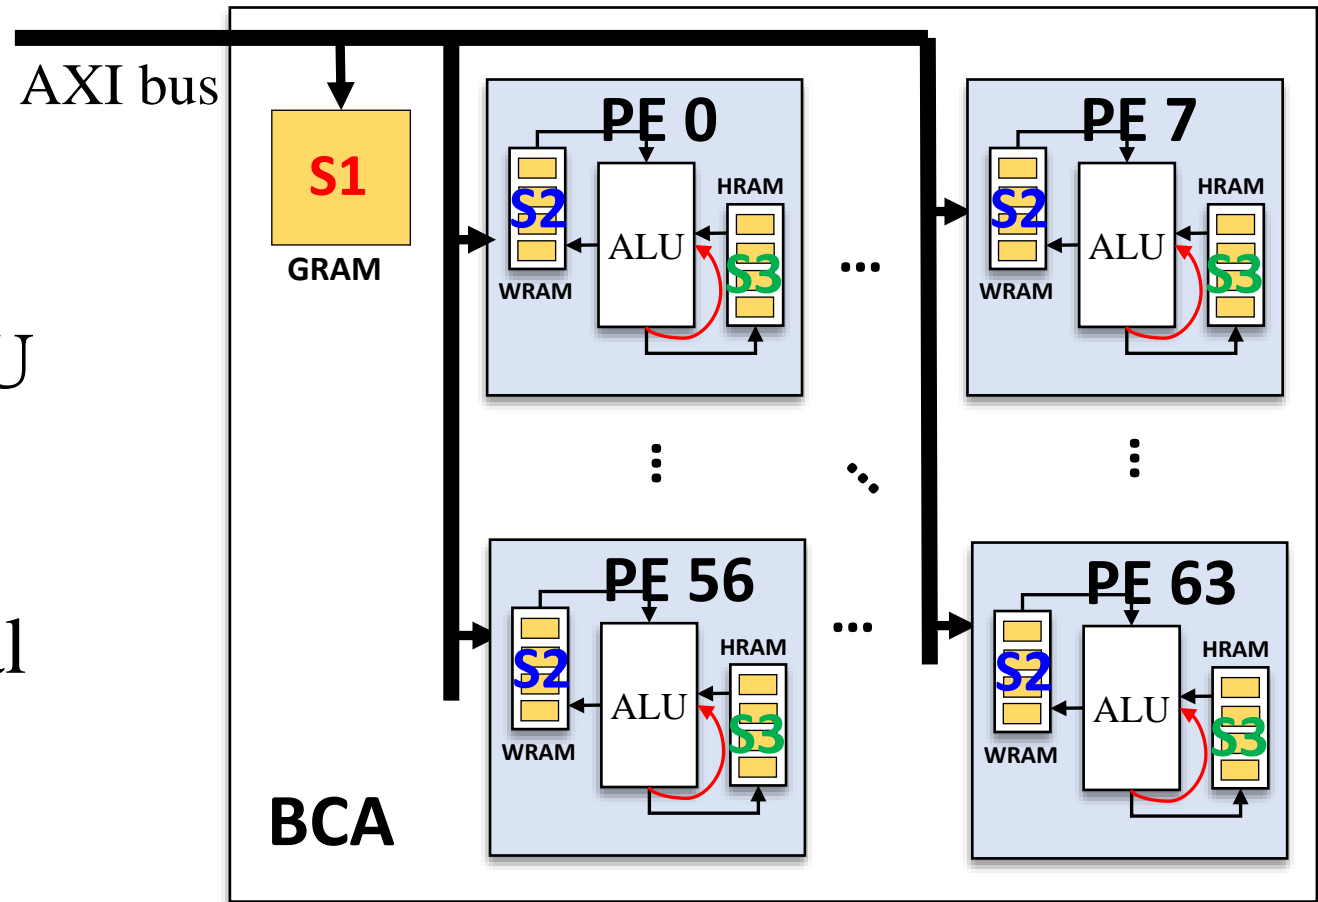 AXI bus
S1
GRAM
PE 0
S2
WRAM
ALU
HRAM
S3
...
PE 7
S2
WRAM
ALU
HRAM
S3
U
PE 56
S2
WRAM
ALU
HRAM
S3
...
PE 63
S2
WRAM
ALU
HRAM
S3
BCA